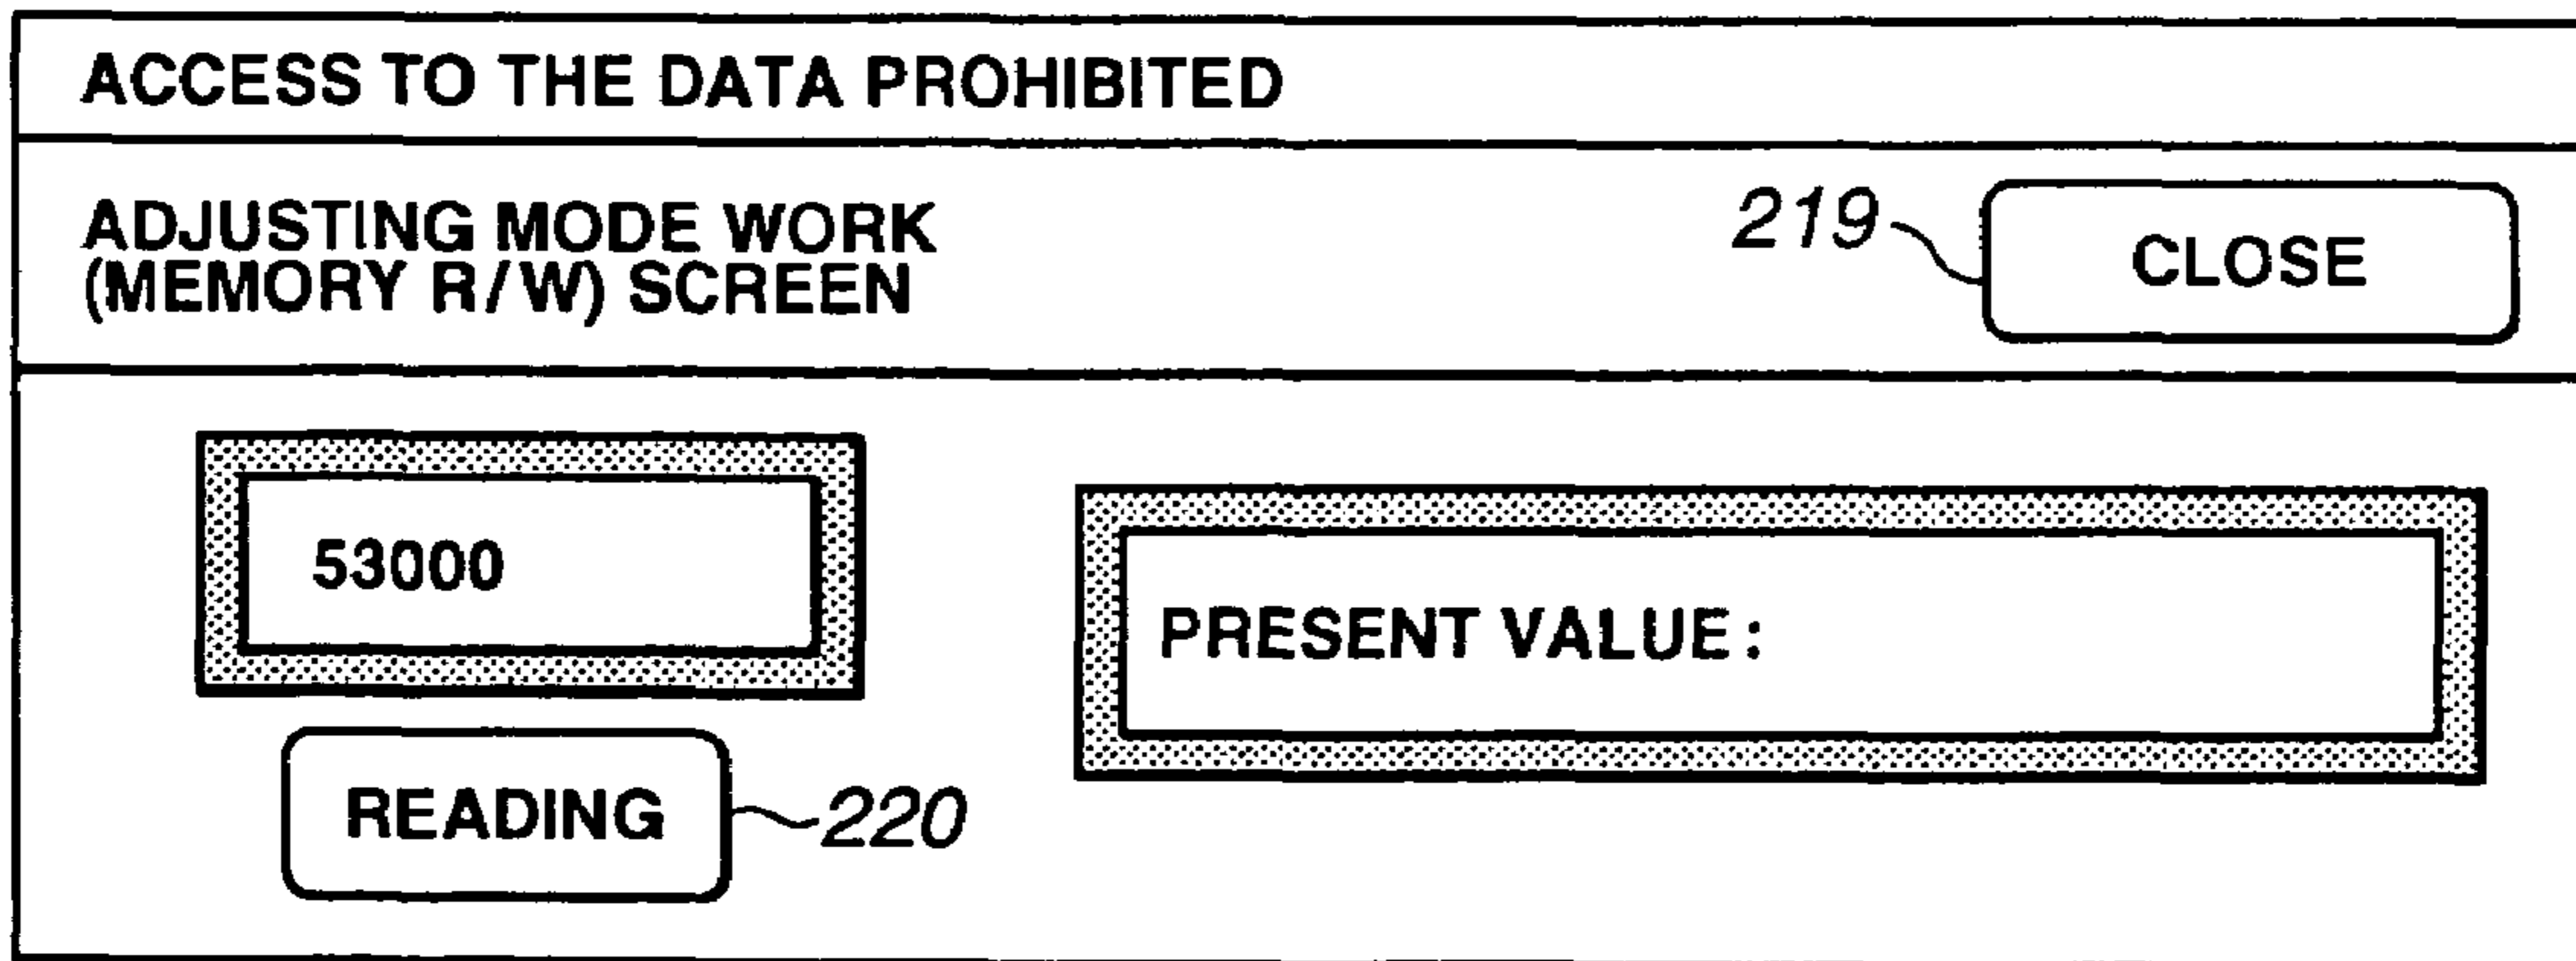 ACCESS TO THE DATA PROHIBITED
ADJUSTING MODE WORK
(MEMORY R/W) SCREEN
219
CLOSE
53000
PRESENT VALUE:
READING
220